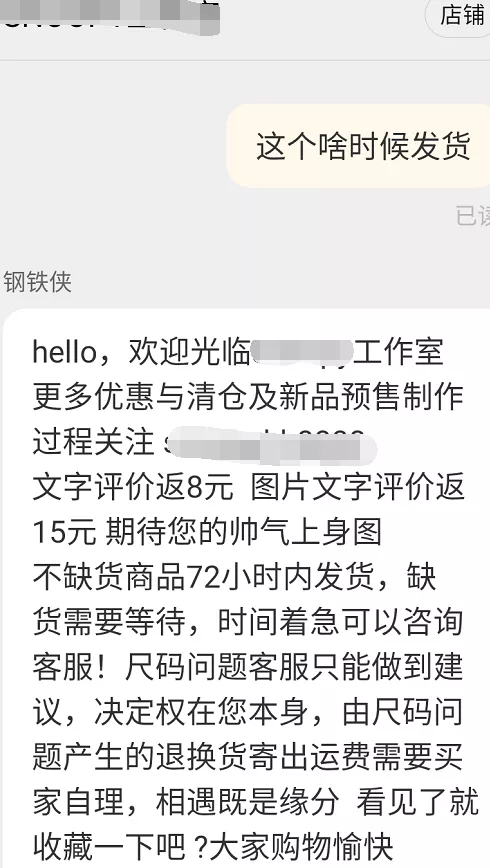 店铺
这个啥时候发货
已读
钢铁侠
hello，欢迎光临 工作室
更多优惠与清仓及新品预售制作
过程关注
文字评价返8元 图片文字评价返
15元 期待您的帅气上身图
不缺货商品72小时内发货，缺
货需要等待，时间着急可以咨询
客服！尺码问题客服只能做到建
议，决定权在您本身，由尺码问
题产生的退换货寄出运费需要买
家自理，相遇既是缘分 看见了就
收藏一下吧 ?大家购物愉快